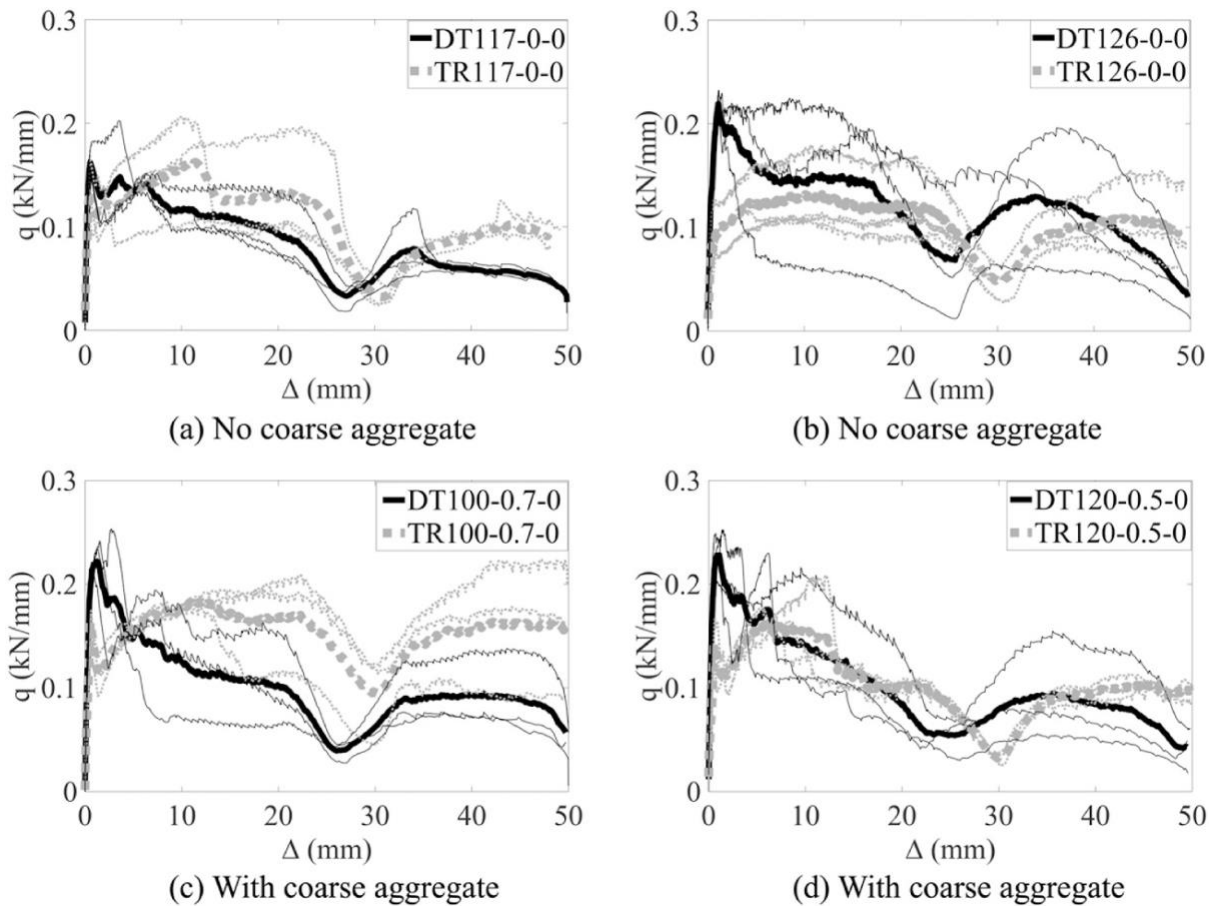 0.3
DT117-0-0
TR117-0-0
0.2
q (kN/mm)
0.1
0
0 10 20 30 40 50
Δ (mm)
(a) No coarse aggregate
0.3
DT126-0-0
TR126-0-0
0.2
q (kN/mm)
0.1
0
0 10 20 30 40 50
Δ (mm)
(b) No coarse aggregate
0.3
DT100-0.7-0
TR100-0.7-0
0.2
q (kN/mm)
0.1
0
0 10 20 30 40 50
Δ (mm)
(c) With coarse aggregate
0.3
DT120-0.5-0
TR120-0.5-0
0.2
q (kN/mm)
0.1
0
0 10 20 30 40 50
Δ (mm)
(d) With coarse aggregate